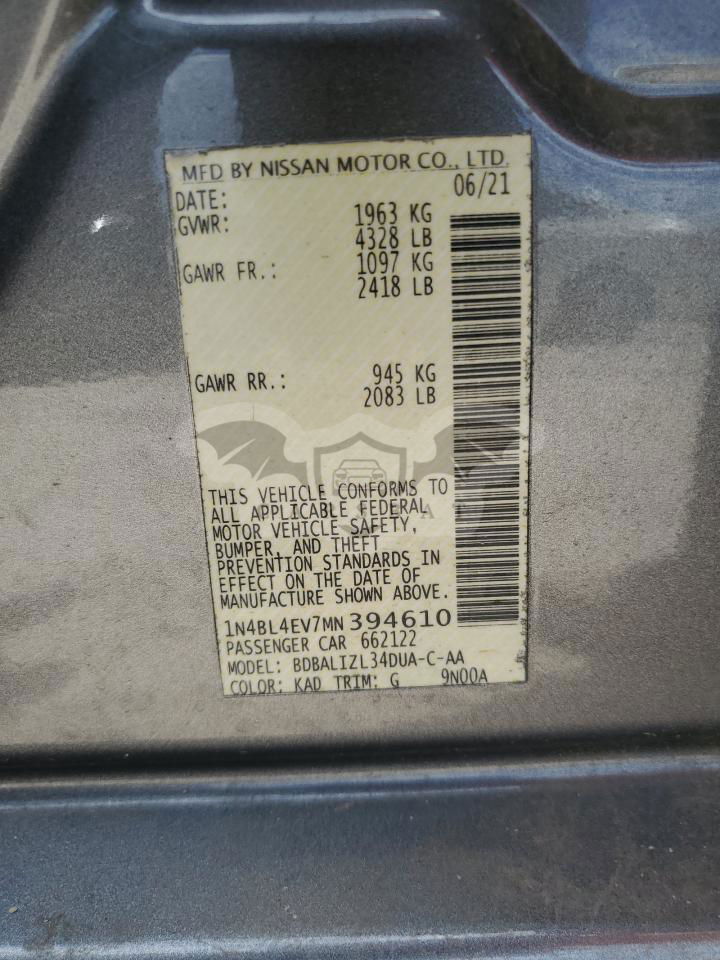 MFD BY NISSAN MOTOR CO., LTD.
DATE: 06/21
GVWR: 1963 KG
4328 LB
GAWR FR.: 1097 KG
2418 LB
GAWR RR.: 945 KG
2083 LB
THIS VEHICLE CONFORMS TO
ALL APPLICABLE FEDERAL
MOTOR VEHICLE SAFETY,
BUMPER, AND THEFT
PREVENTION STANDARDS IN
EFFECT ON THE DATE OF
MANUFACTURE SHOWN ABOVE.
1N4BL4EV7MN394610
PASSENGER CAR 662122
MODEL: BDBALIZL34DUA-C-AA
COLOR: KAD TRIM: G 9N00A